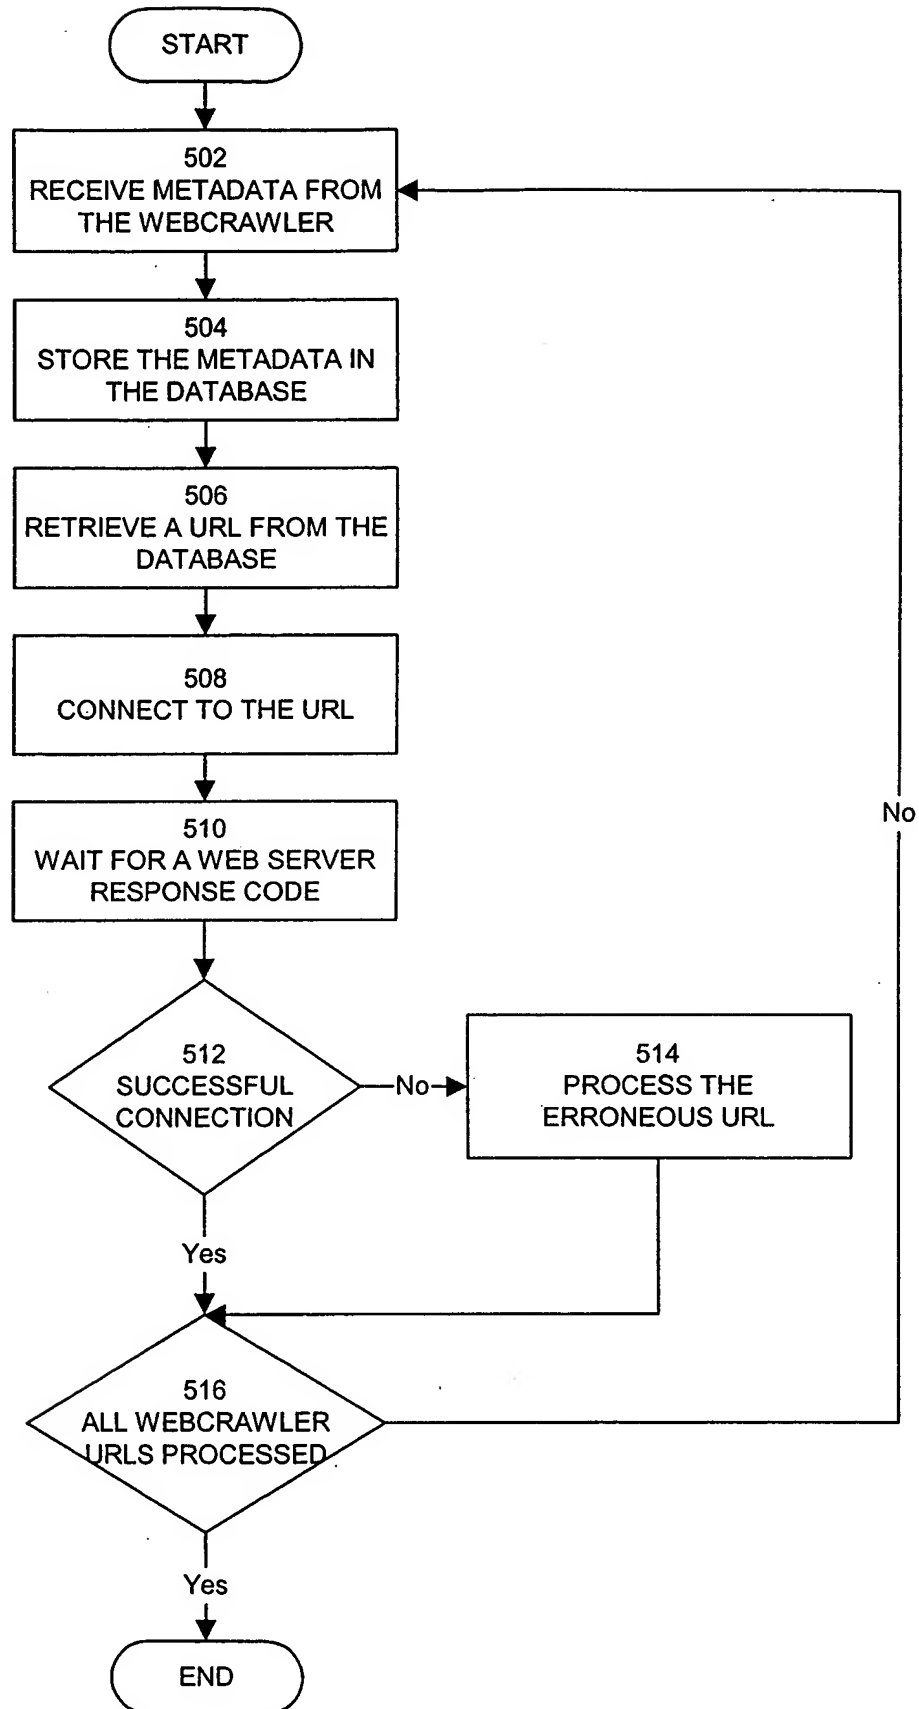 START
502
RECEIVE METADATA FROM
THE WEBCRAWLER
504
STORE THE METADATA IN
THE DATABASE
506
RETRIEVE A URL FROM THE
DATABASE
508
CONNECT TO THE URL
No
510
WAIT FOR A WEB SERVER
RESPONSE CODE
512
SUCCESSFUL
CONNECTION
No
514
PROCESS THE
ERRONEOUS URL
Yes
516
ALL WEBCRAWLER
URLS PROCESSED
Yes
END